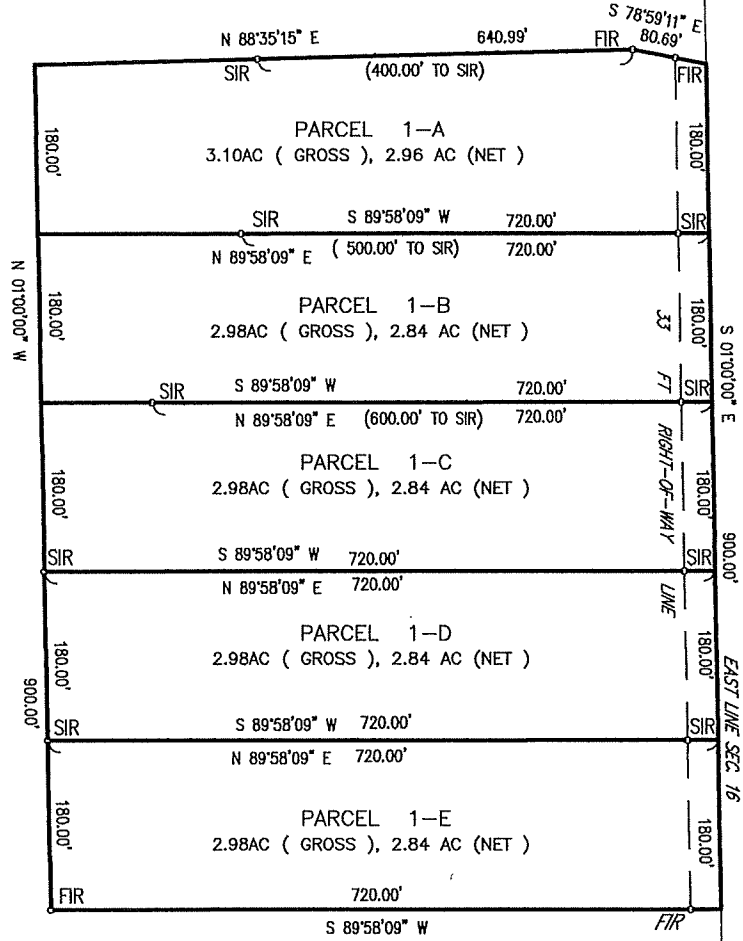 S 78°59'11" E
80.69'
N 88°35'15" E 640.99' FIR
SIR (400.00' TO SIR) FIR
PARCEL 1-A
3.10AC ( GROSS ), 2.96 AC (NET )
180.00' 180.00'
SIR S 89°58'09" W 720.00' SIR
N 89°58'09" E ( 500.00' TO SIR) 720.00'
N 01°00'00" W
PARCEL 1-B
2.98AC ( GROSS ), 2.84 AC (NET )
180.00' 180.00'
33 FT RIGHT-OF-WAY LINE
S 01°00'00" E
SIR S 89°58'09" W 720.00' SIR
N 89°58'09" E (600.00' TO SIR) 720.00'
PARCEL 1-C
2.98AC ( GROSS ), 2.84 AC (NET )
180.00' 180.00'
900.00'
SIR S 89°58'09" W 720.00' SIR
N 89°58'09" E 720.00'
PARCEL 1-D
2.98AC ( GROSS ), 2.84 AC (NET )
180.00' 180.00'
900.00'
EAST LINE SEC 16
SIR S 89°58'09" W 720.00' SIR
N 89°58'09" E 720.00'
PARCEL 1-E
2.98AC ( GROSS ), 2.84 AC (NET )
180.00' 180.00'
FIR 720.00' FIR
S 89°58'09" W